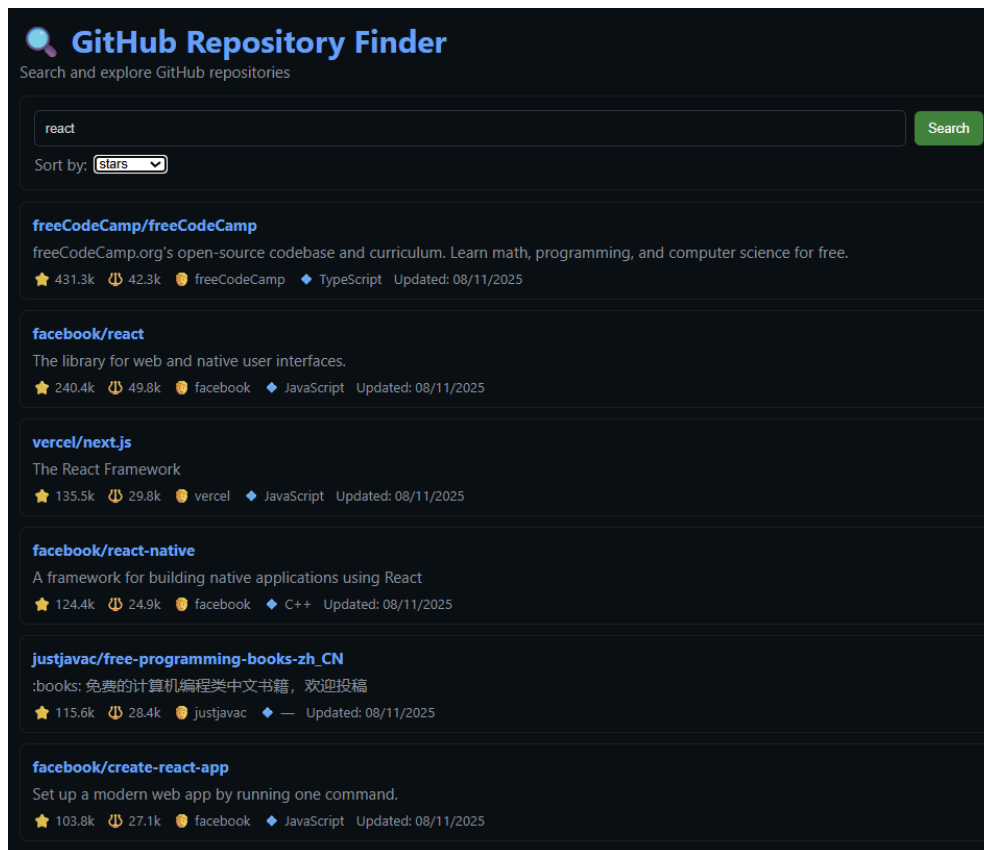 GitHub Repository Finder
Search and explore GitHub repositories
react
Search
Sort by: stars
freeCodeCamp/freeCodeCamp
freeCodeCamp.org's open-source codebase and curriculum. Learn math, programming, and computer science for free.
431.3k 42.3k freeCodeCamp TypeScript Updated: 08/11/2025
facebook/react
The library for web and native user interfaces.
240.4k 49.8k facebook JavaScript Updated: 08/11/2025
vercel/next.js
The React Framework
135.5k 29.8k vercel JavaScript Updated: 08/11/2025
facebook/react-native
A framework for building native applications using React
124.4k 24.9k facebook C++ Updated: 08/11/2025
justjavac/free-programming-books-zh_CN
:books: 免费的计算机编程类中文书籍，欢迎投稿
115.6k 28.4k justjavac — Updated: 08/11/2025
facebook/create-react-app
Set up a modern web app by running one command.
103.8k 27.1k facebook JavaScript Updated: 08/11/2025